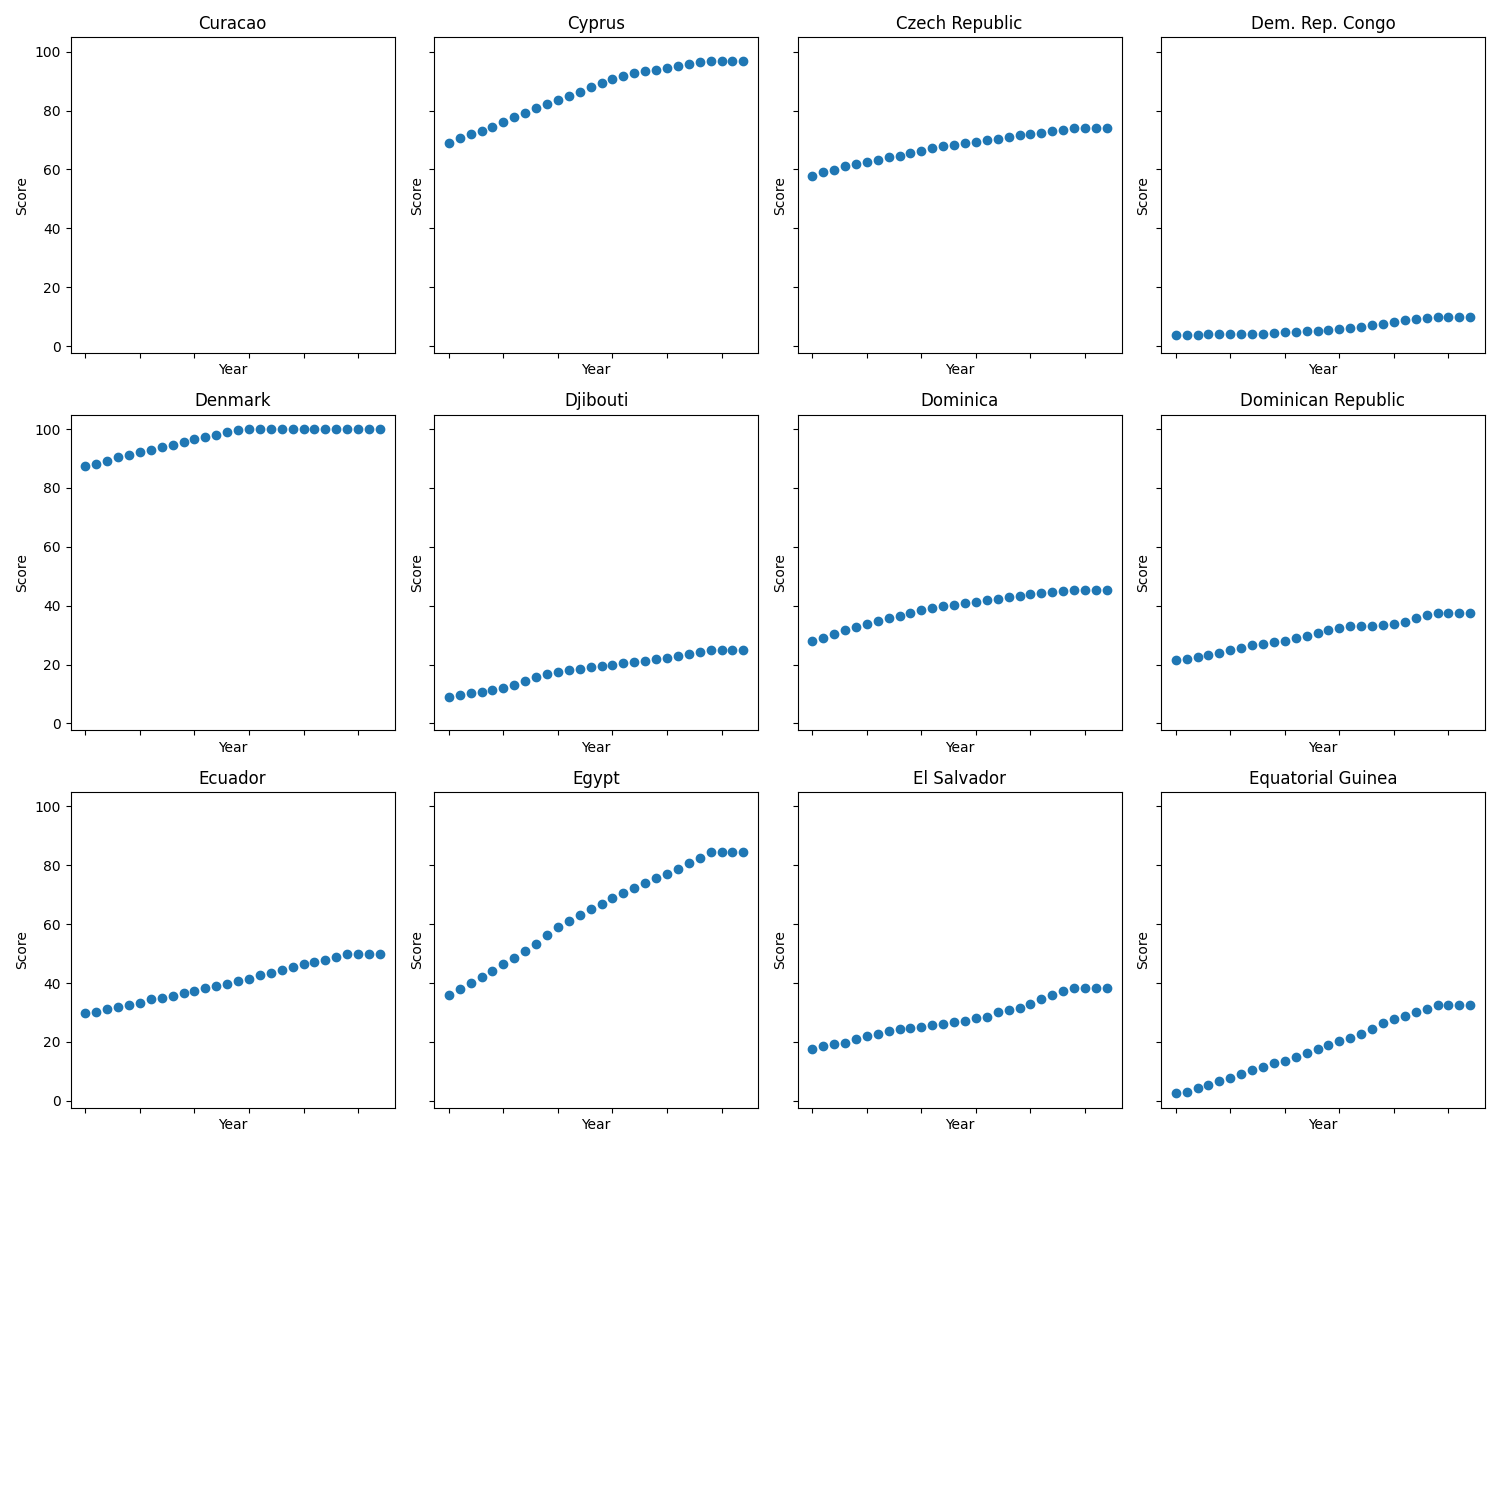 Curacao
Cyprus
Czech Republic
Dem. Rep. Congo
100
80
60
40
20
0
Score
Score
Score
Score
Year
Year
Year
Year
Denmark
Djibouti
Dominica
Dominican Republic
100
80
60
40
20
0
Score
Score
Score
Score
Year
Year
Year
Year
Ecuador
Egypt
El Salvador
Equatorial Guinea
100
80
60
40
20
0
Score
Score
Score
Score
Year
Year
Year
Year